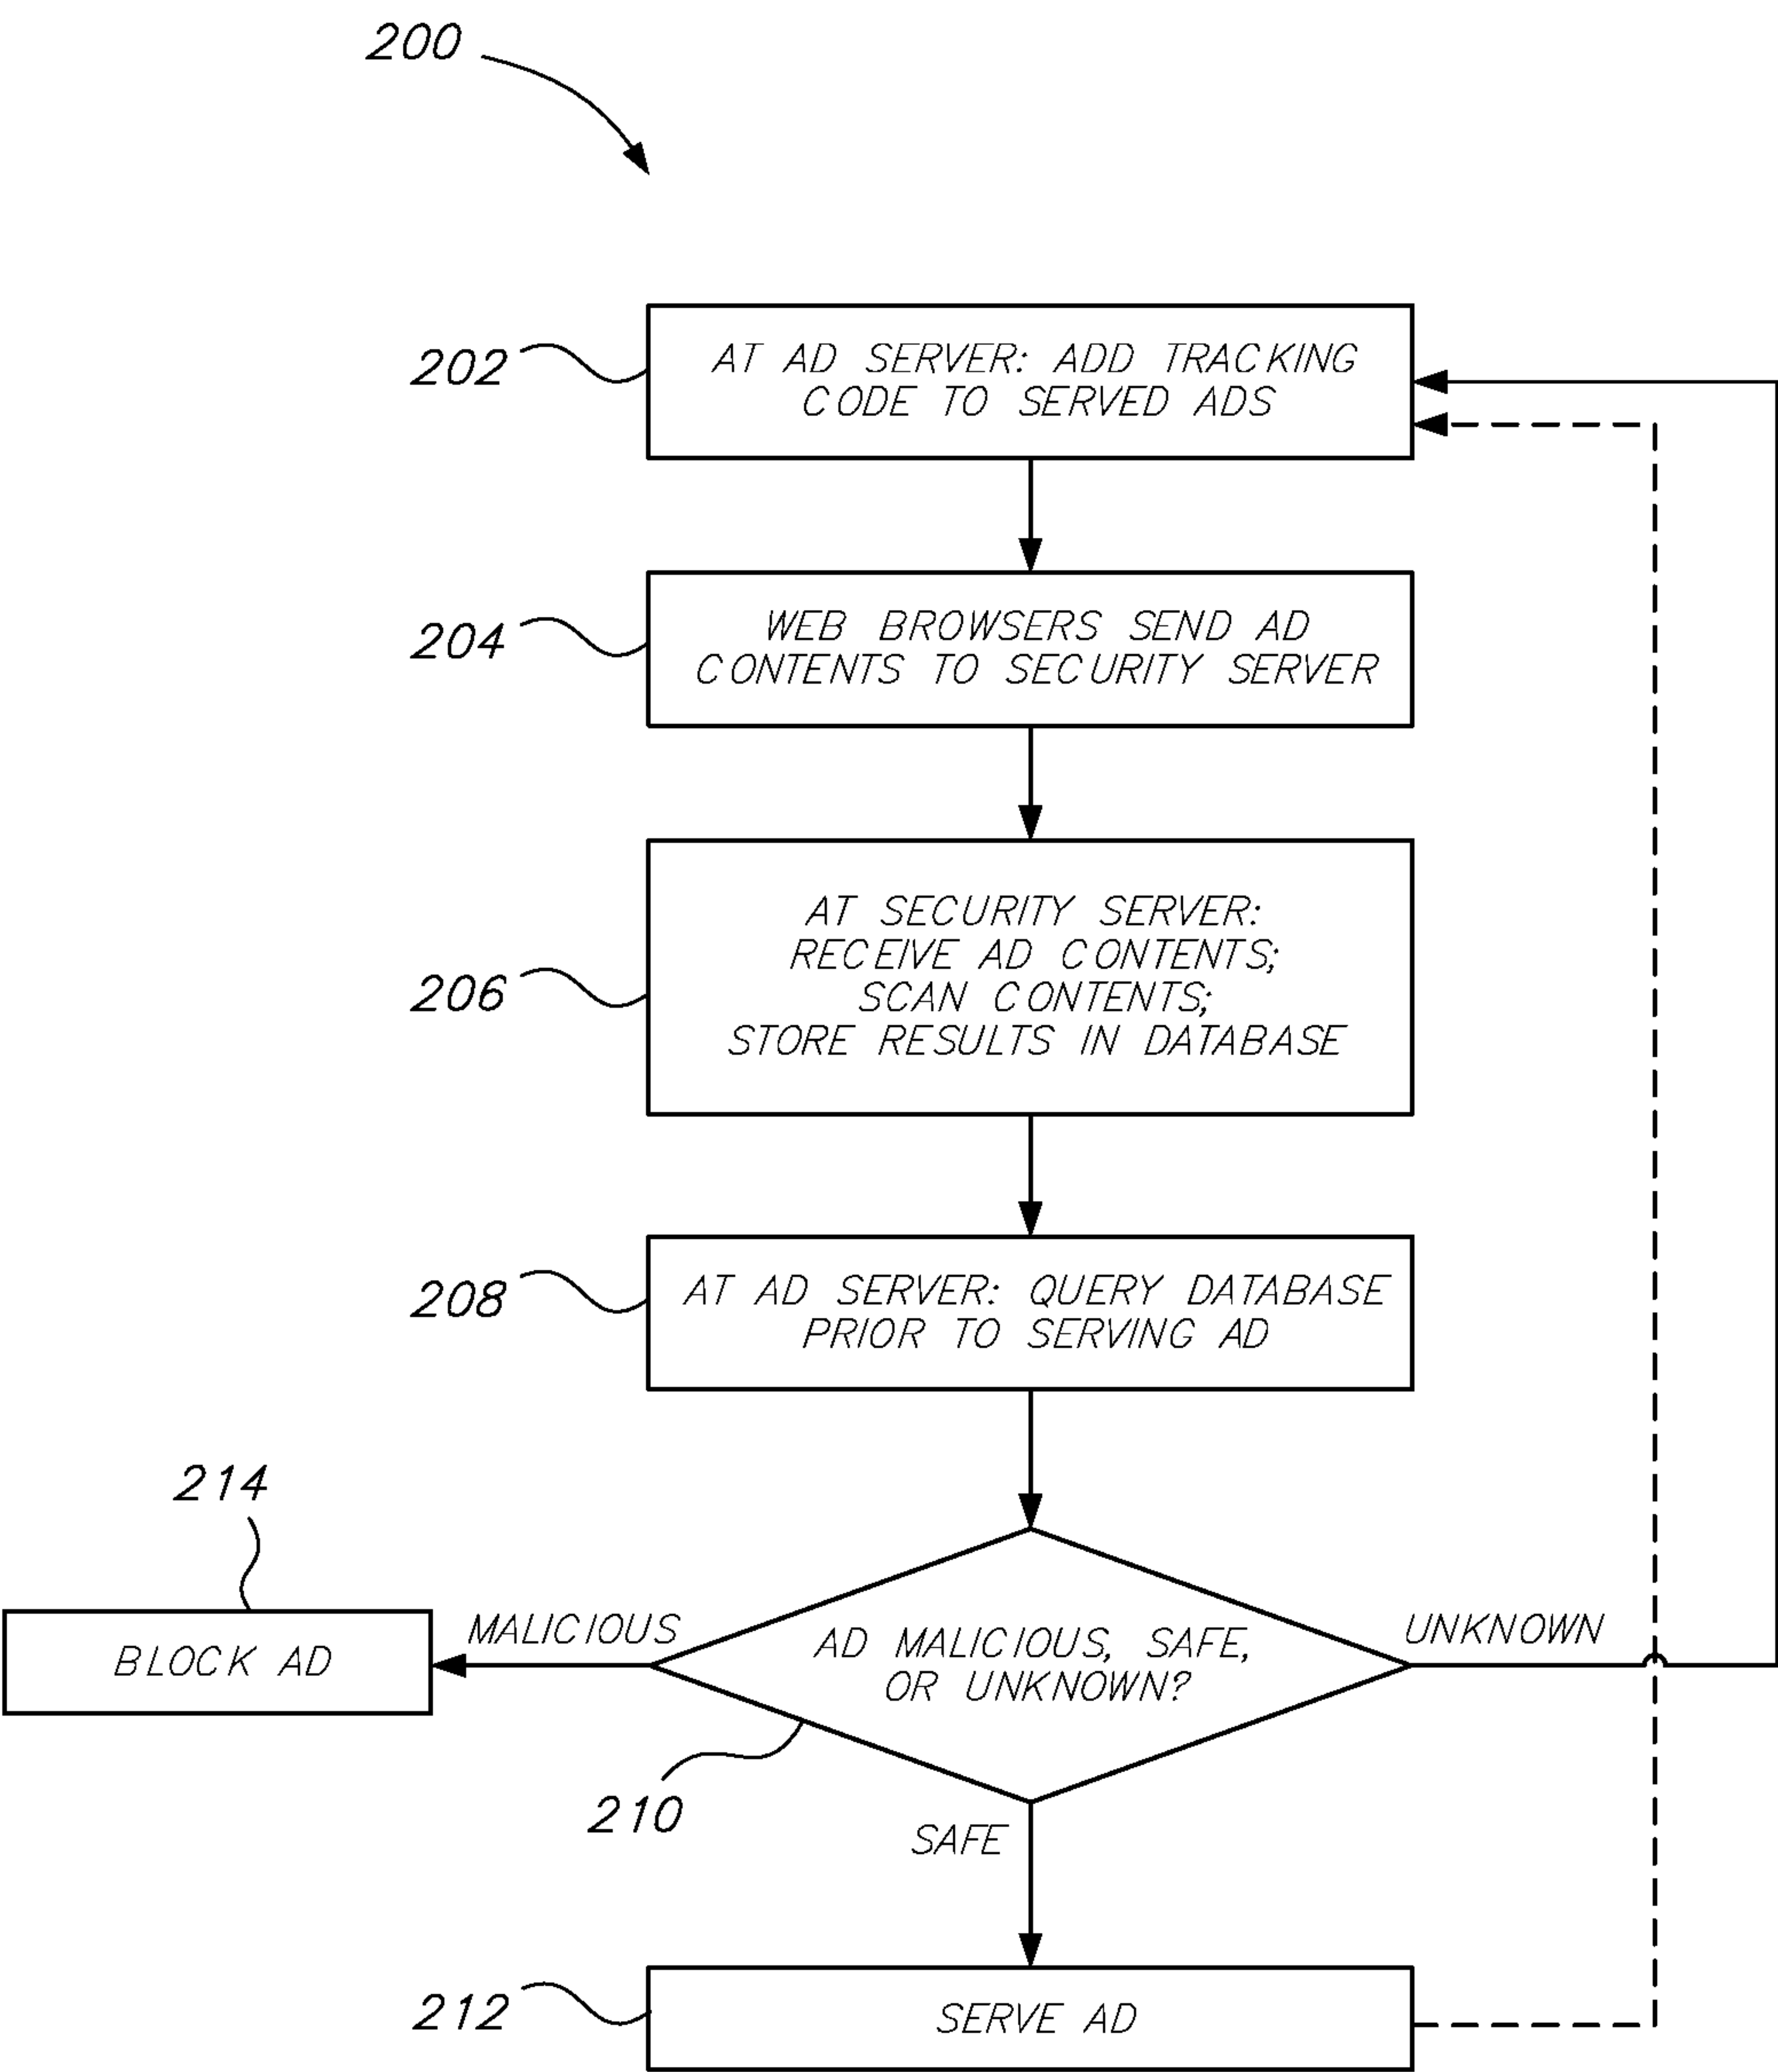 200
202
AT AD SERVER: ADD TRACKING
CODE TO SERVED ADS
204
WEB BROWSERS SEND AD
CONTENTS TO SECURITY SERVER
206
AT SECURITY SERVER:
RECEIVE AD CONTENTS;
SCAN CONTENTS;
STORE RESULTS IN DATABASE
208
AT AD SERVER: QUERY DATABASE
PRIOR TO SERVING AD
214
BLOCK AD
MALICIOUS
AD MALICIOUS, SAFE,
OR UNKNOWN?
UNKNOWN
210
SAFE
212
SERVE AD